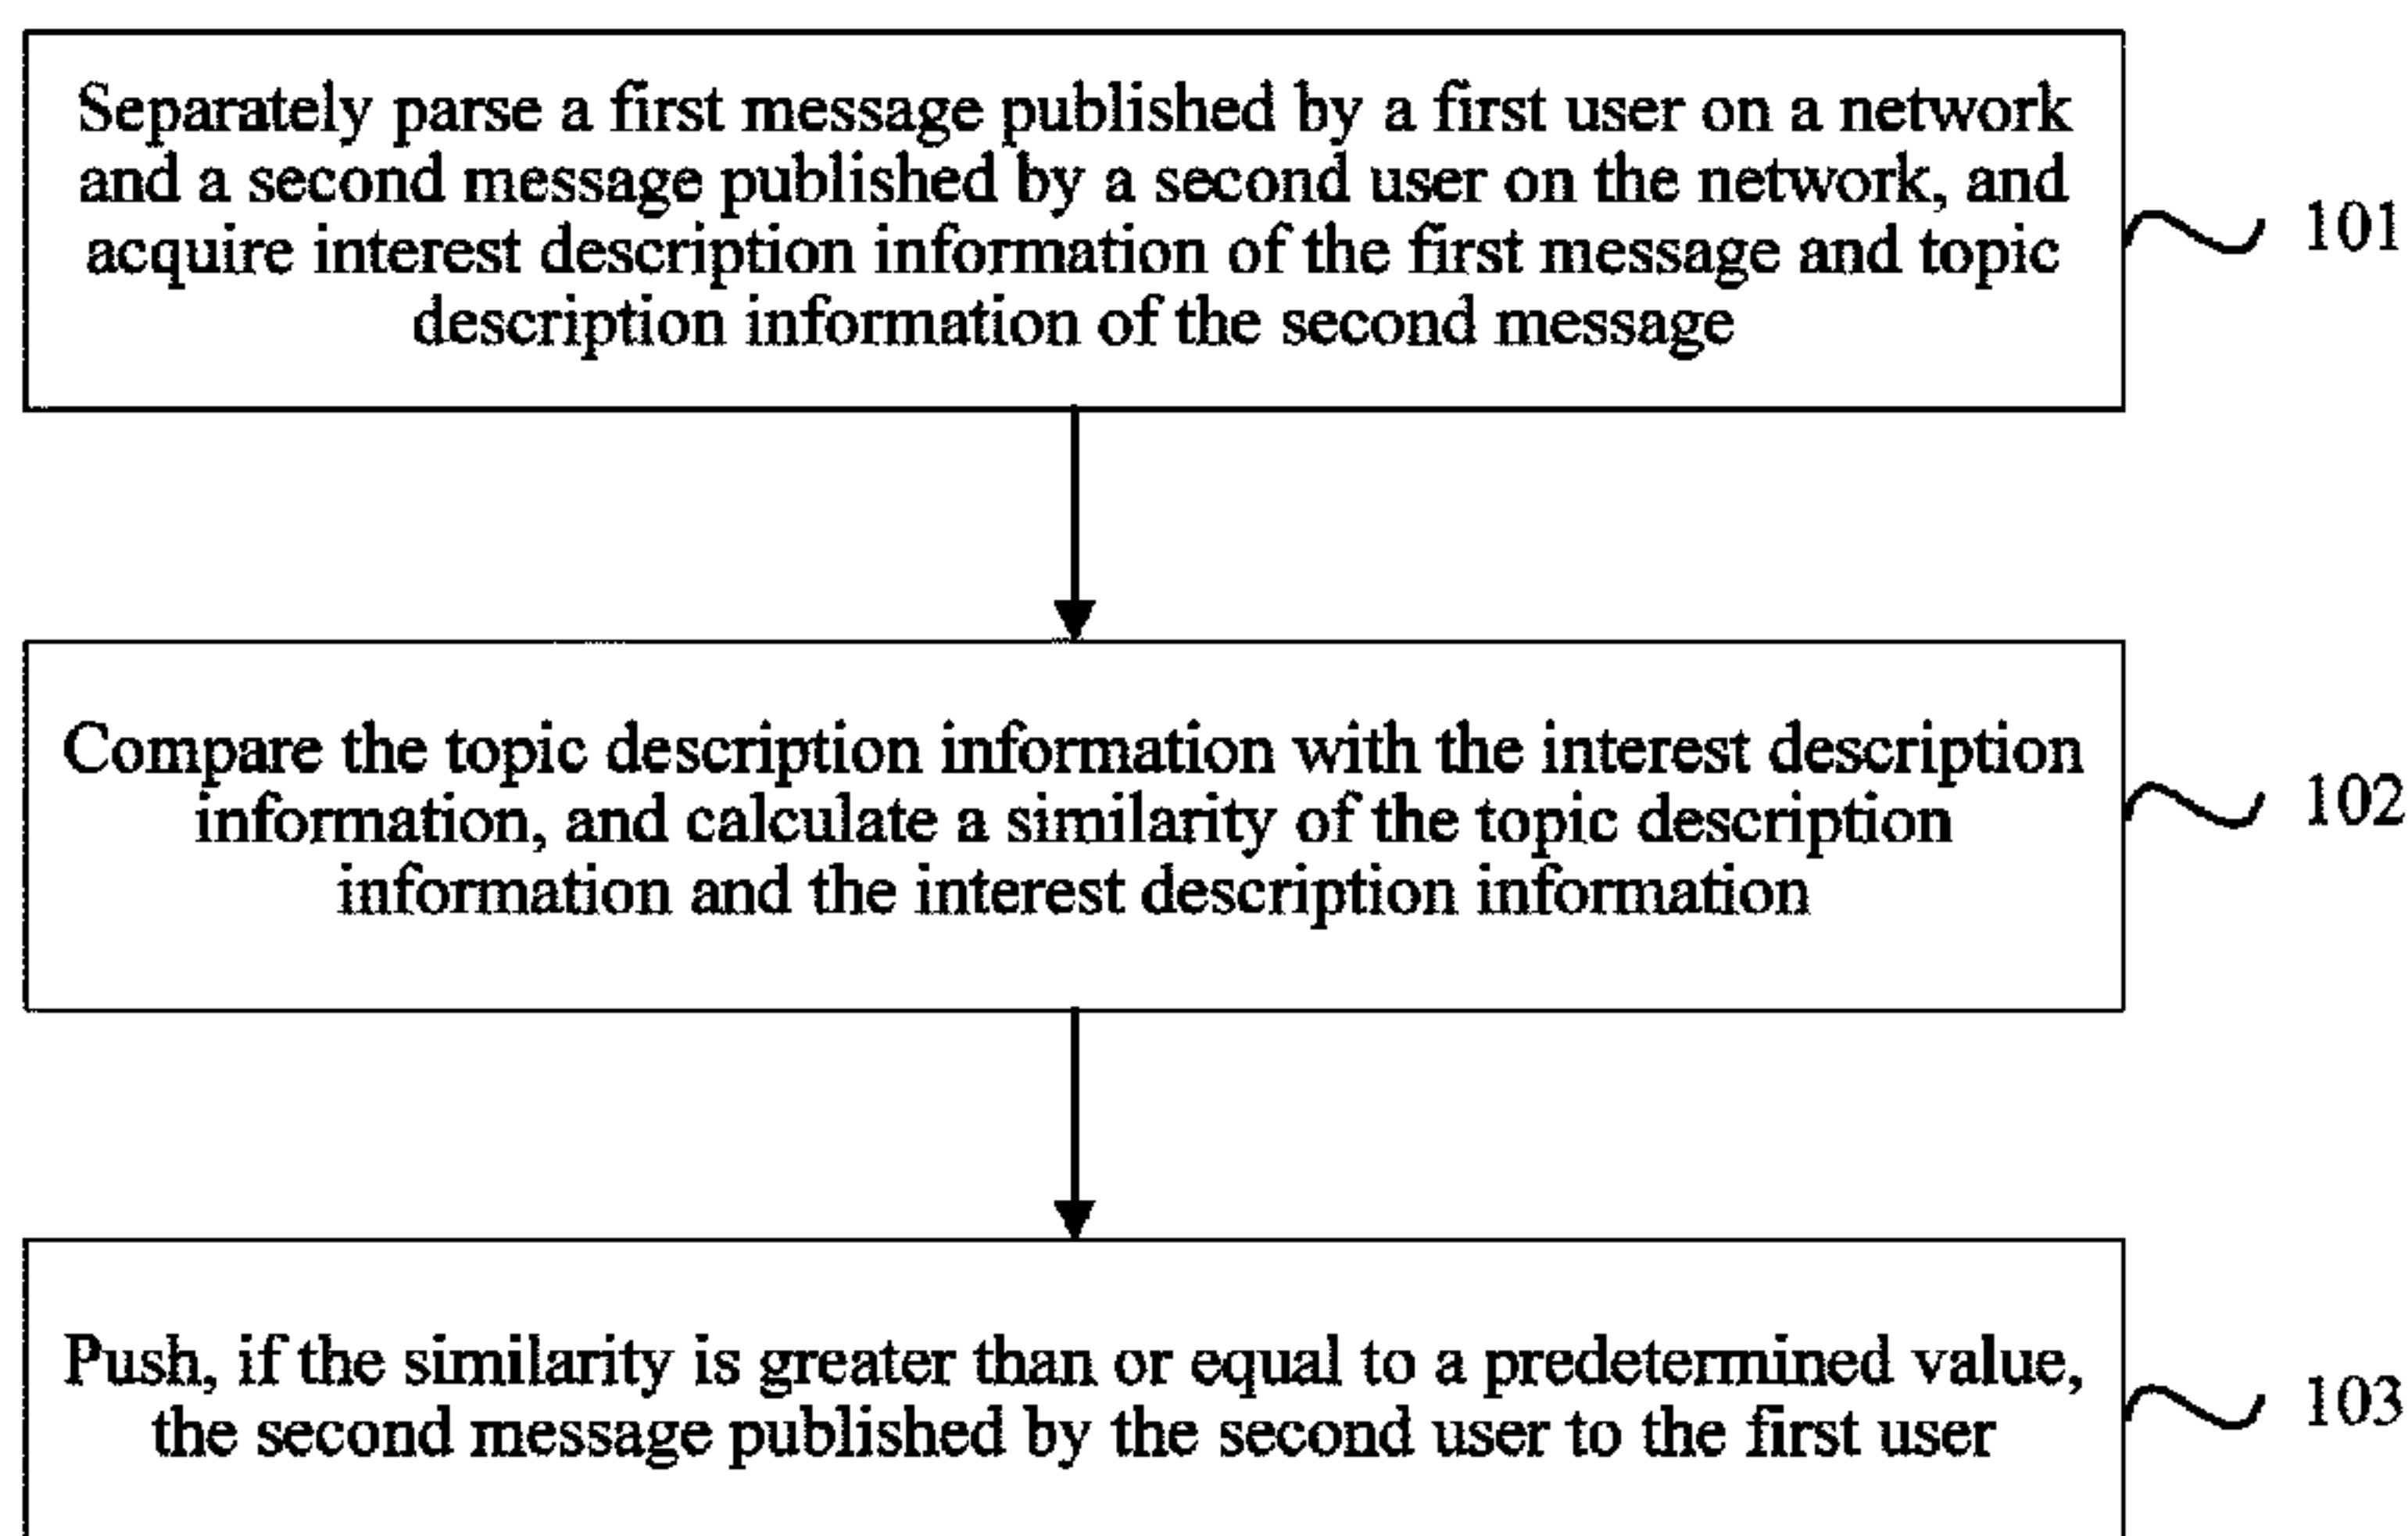 Separately parse a first message published by a first user on a network
and a second message published by a second user on the network, and
acquire interest description information of the first message and topic
description information of the second message
101
Compare the topic description information with the interest description
information, and calculate a similarity of the topic description
information and the interest description information
102
Push, if the similarity is greater than or equal to a predetermined value,
the second message published by the second user to the first user
103